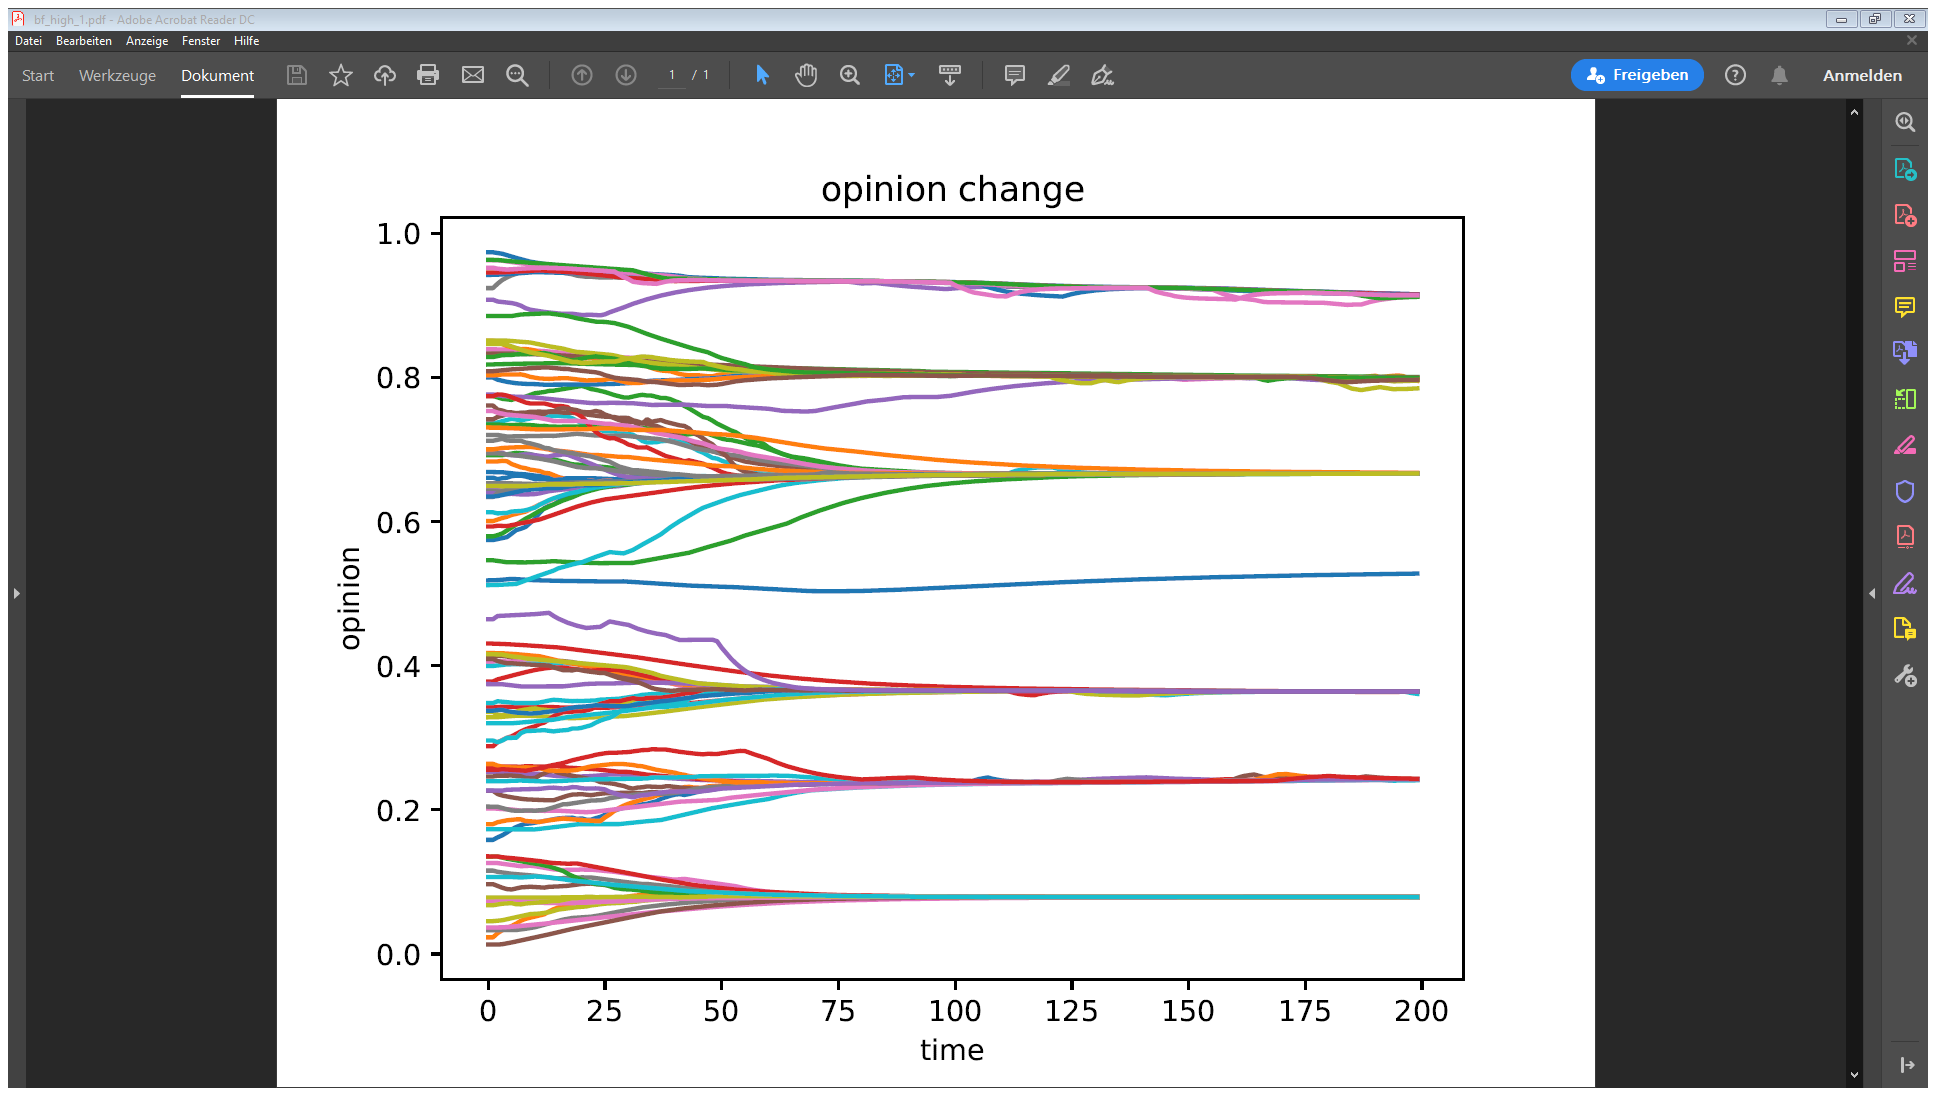 bf_high_1.pdf - Adobe Acrobat Reader DC
Datei Bearbeiten Anzeige Fenster Hilfe
Start Werkzeuge Dokument 1 / 1 Freigeben Anmelden
opinion change
1.0
0.8
0.6
0.4
0.2
0.0
opinion
0 25 50 75 100 125 150 175 200
time